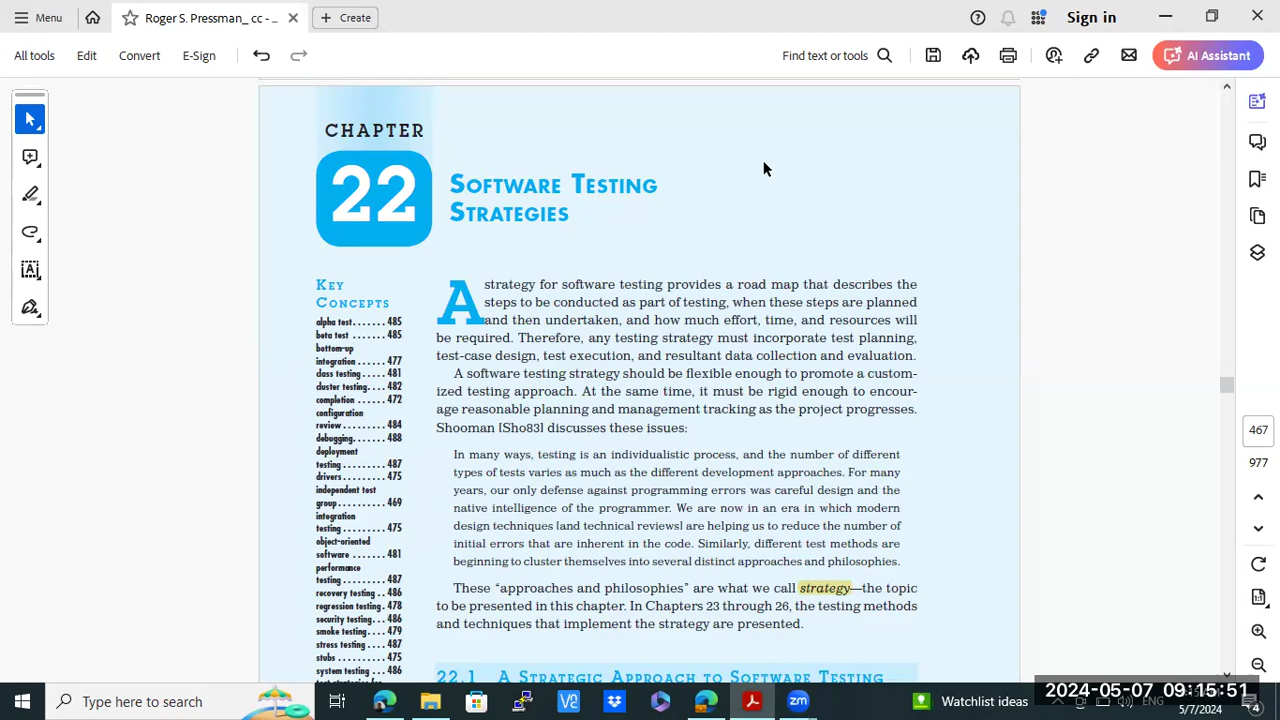 Menu
Roger S. Pressman_ cc - ...
Create
Sign in
All tools
Edit
Convert
E-Sign
Find text or tools
AI Assistant
CHAPTER
22
SOFTWARE TESTING
STRATEGIES
KEY
CONCEPTS
alpha test. . . . . . . 485
beta test . . . . . . . 485
bottom-up
integration . . . . . . 477
class testing. . . . . 481
cluster testing. . . . 482
completion . . . . . 472
configuration
review . . . . . . . . 484
debugging. . . . . . 488
deployment
testing . . . . . . . . 487
drivers. . . . . . . . . 475
independent test
group. . . . . . . . . 469
integration
testing . . . . . . . . 475
object-oriented
software . . . . . . . 481
performance
testing . . . . . . . . 487
recovery testing . . 486
regression testing. 478
security testing . . . 486
smoke testing. . . . 479
stress testing . . . . 487
stubs . . . . . . . . . 475
system testing . . . 486
A strategy for software testing provides a road map that describes the
steps to be conducted as part of testing, when these steps are planned
and then undertaken, and how much effort, time, and resources will
be required. Therefore, any testing strategy must incorporate test planning,
test-case design, test execution, and resultant data collection and evaluation.
A software testing strategy should be flexible enough to promote a custom-
ized testing approach. At the same time, it must be rigid enough to encour-
age reasonable planning and management tracking as the project progresses.
Shooman [Sho83] discusses these issues:
In many ways, testing is an individualistic process, and the number of different
types of tests varies as much as the different development approaches. For many
years, our only defense against programming errors was careful design and the
native intelligence of the programmer. We are now in an era in which modern
design techniques [and technical reviews] are helping us to reduce the number of
initial errors that are inherent in the code. Similarly, different test methods are
beginning to cluster themselves into several distinct approaches and philosophies.
These “approaches and philosophies” are what we call strategy—the topic
to be presented in this chapter. In Chapters 23 through 26, the testing methods
and techniques that implement the strategy are presented.
22.1 A STRATEGIC APPROACH TO SOFTWARE TESTING
467
977
Type here to search
Watchlist ideas
2024-05-07 09:15:51
ENG
5/7/2024
4